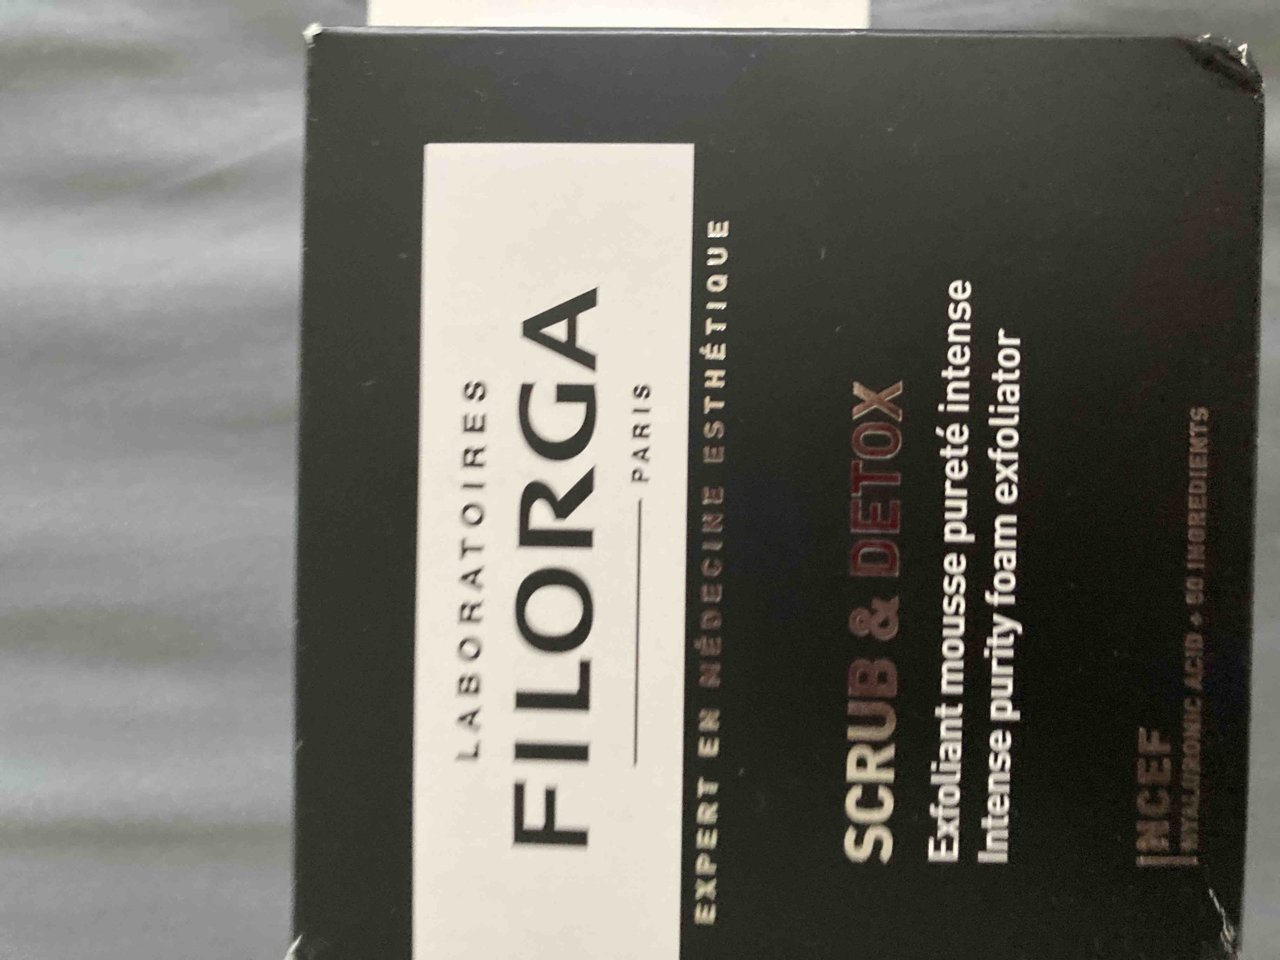 LABORATOIRES
FILORGA
PARIS
EXPERT EN MÉDECINE ESTHÉTIQUE
SCRUB & DETOX
Exfoliant mousse pureté intense
Intense purity foam exfoliator
NCEF
HYALURONIC ACID + 50 INGREDIENTS